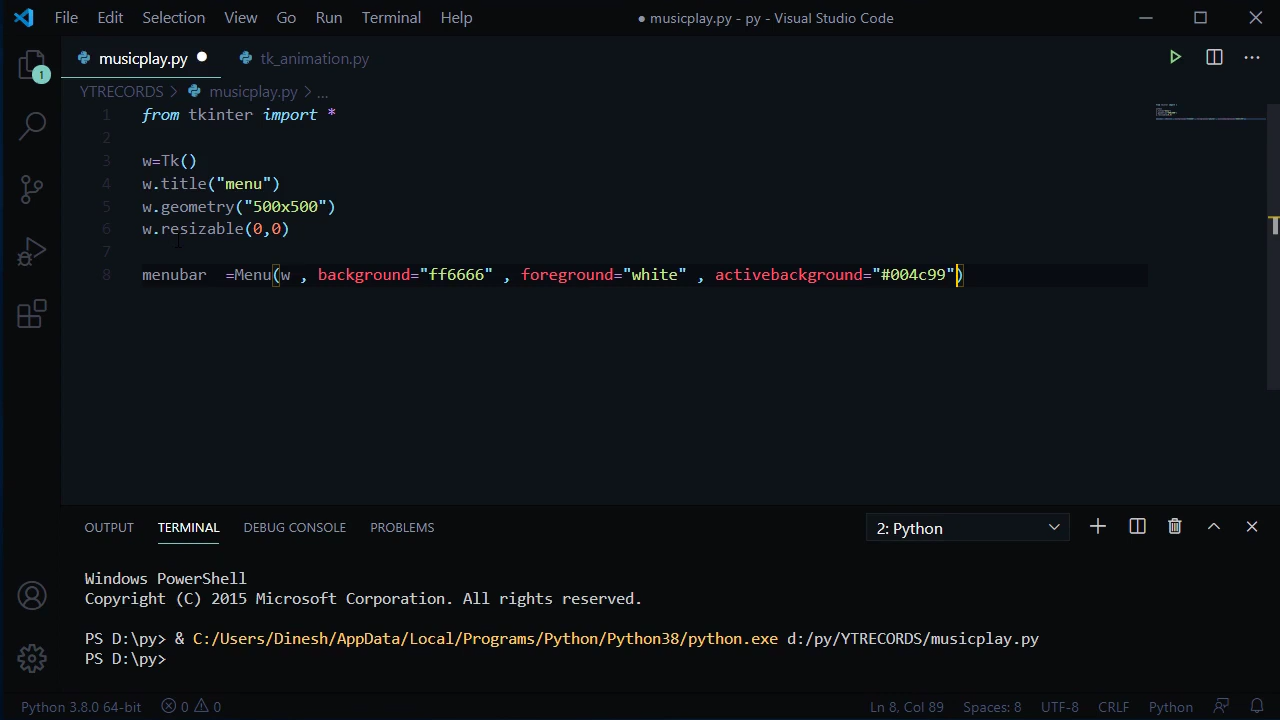 File Edit Selection View Go Run Terminal Help ● musicplay.py - py - Visual Studio Code
musicplay.py ● tk_animation.py
1
YTRECORDS > musicplay.py > ...
1 from tkinter import *
2
3 w=Tk()
4 w.title("menu")
5 w.geometry("500x500")
6 w.resizable(0,0)
7
8 menubar  =Menu(w , background="ff6666" , foreground="white" , activebackground="#004c99")
OUTPUT TERMINAL DEBUG CONSOLE PROBLEMS 2: Python
Windows PowerShell
Copyright (C) 2015 Microsoft Corporation. All rights reserved.
PS D:\py> & C:/Users/Dinesh/AppData/Local/Programs/Python/Python38/python.exe d:/py/YTRECORDS/musicplay.py
PS D:\py>
Python 3.8.0 64-bit 0 0 Ln 8, Col 89 Spaces: 8 UTF-8 CRLF Python